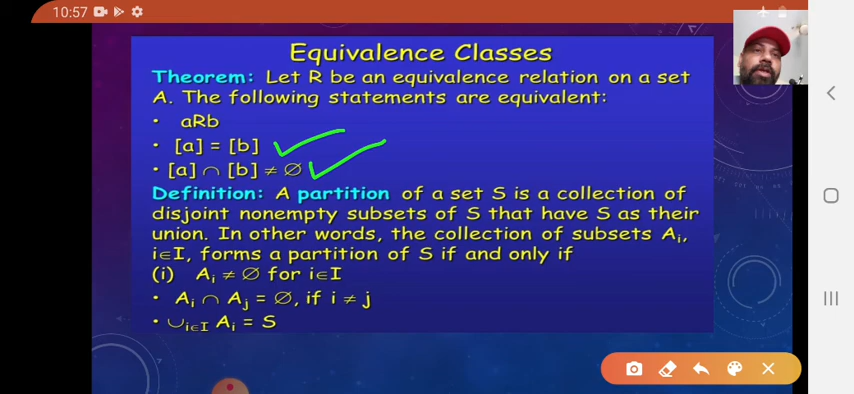 10:57
Equivalence Classes
Theorem: Let R be an equivalence relation on a set
A. The following statements are equivalent:
• aRb
• [a] = [b]
• [a] ∩ [b] ≠ ∅
Definition: A partition of a set S is a collection of
disjoint nonempty subsets of S that have S as their
union. In other words, the collection of subsets Aᵢ,
i∈I, forms a partition of S if and only if
(i) Aᵢ ≠ ∅ for i∈I
• Aᵢ ∩ Aⱼ = ∅, if i ≠ j
• ∪ᵢ∈I Aᵢ = S